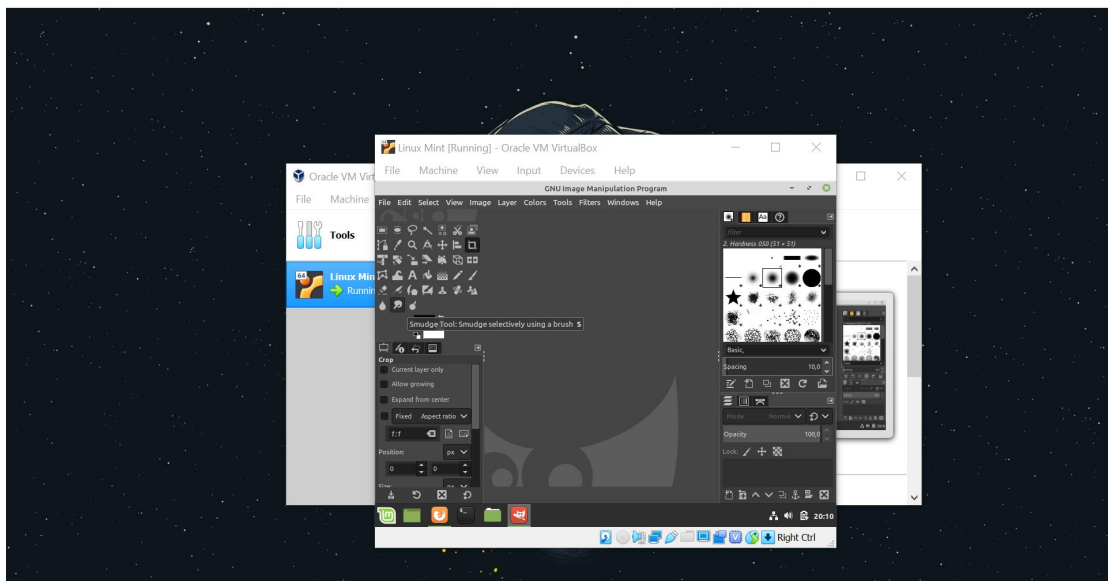 Linux Mint [Running] - Oracle VM VirtualBox
File Machine View Input Devices Help
Oracle VM Virt
File Machine
Tools
64
Linux Min
Runnin
GNU Image Manipulation Program
File Edit Select View Image Layer Colors Tools Filters Windows Help
Smudge Tool: Smudge selectively using a brush S
Crop
Current layer only
Allow growing
Expand from center
Fixed Aspect ratio
1:1
Position: px
0 0
Size: px
filter
2. Hardness 050 (51 × 51)
Basic,
Spacing 10,0
Mode Normal
Opacity 100,0
Lock:
20:10
Right Ctrl